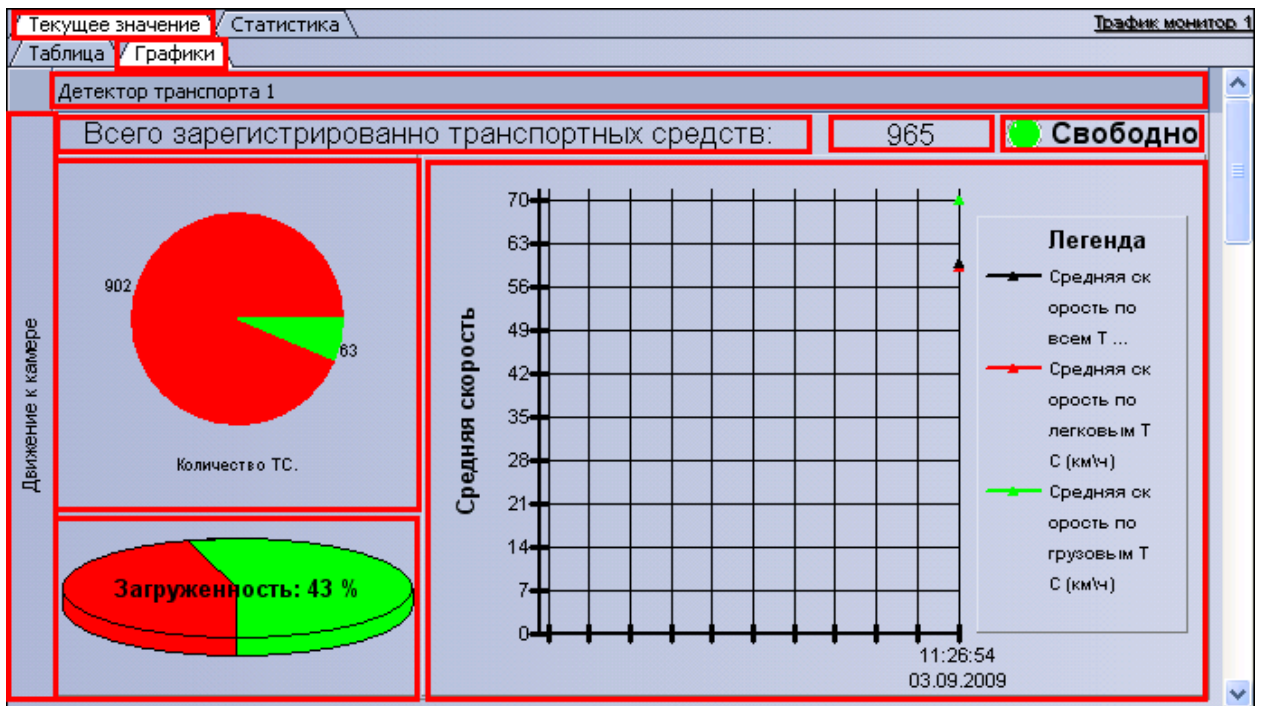 Текущее значение Статистика Трафик монитор 1
Таблица Графики
Детектор транспорта 1
Движение к камере
Всего зарегистрированно транспортных средств: 965 Свободно
902
63
Количество ТС.
Загруженность: 43 %
Средняя скорость
70
63
56
49
42
35
28
21
14
7
0
11:26:54
03.09.2009
Легенда
Средняя ск
орость по
всем Т ...
Средняя ск
орость по
легковым Т
С (км\ч)
Средняя ск
орость по
грузовым Т
С (км\ч)